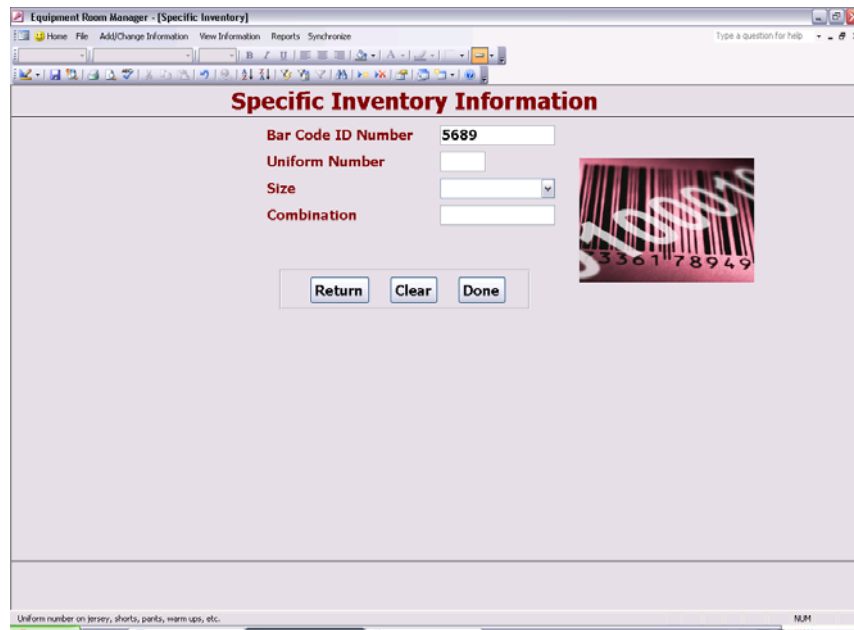 Equipment Room Manager - [Specific Inventory]
Home File Add/Change Information View Information Reports Synchronize Type a question for help
B I U A
Specific Inventory Information
Bar Code ID Number 5689
Uniform Number
Size
Combination
100010
33361 78949
Return Clear Done
Uniform number on jersey, shorts, pants, warm ups, etc. NUM